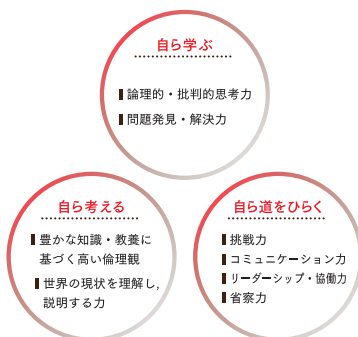 自ら学ぶ
論理的・批判的思考力
問題発見・解決力
自ら考える
豊かな知識・教養に
基づく高い倫理観
世界の現状を理解し,
説明する力
自ら道をひらく
挑戦力
コミュニケーション力
リーダーシップ・協働力
省察力